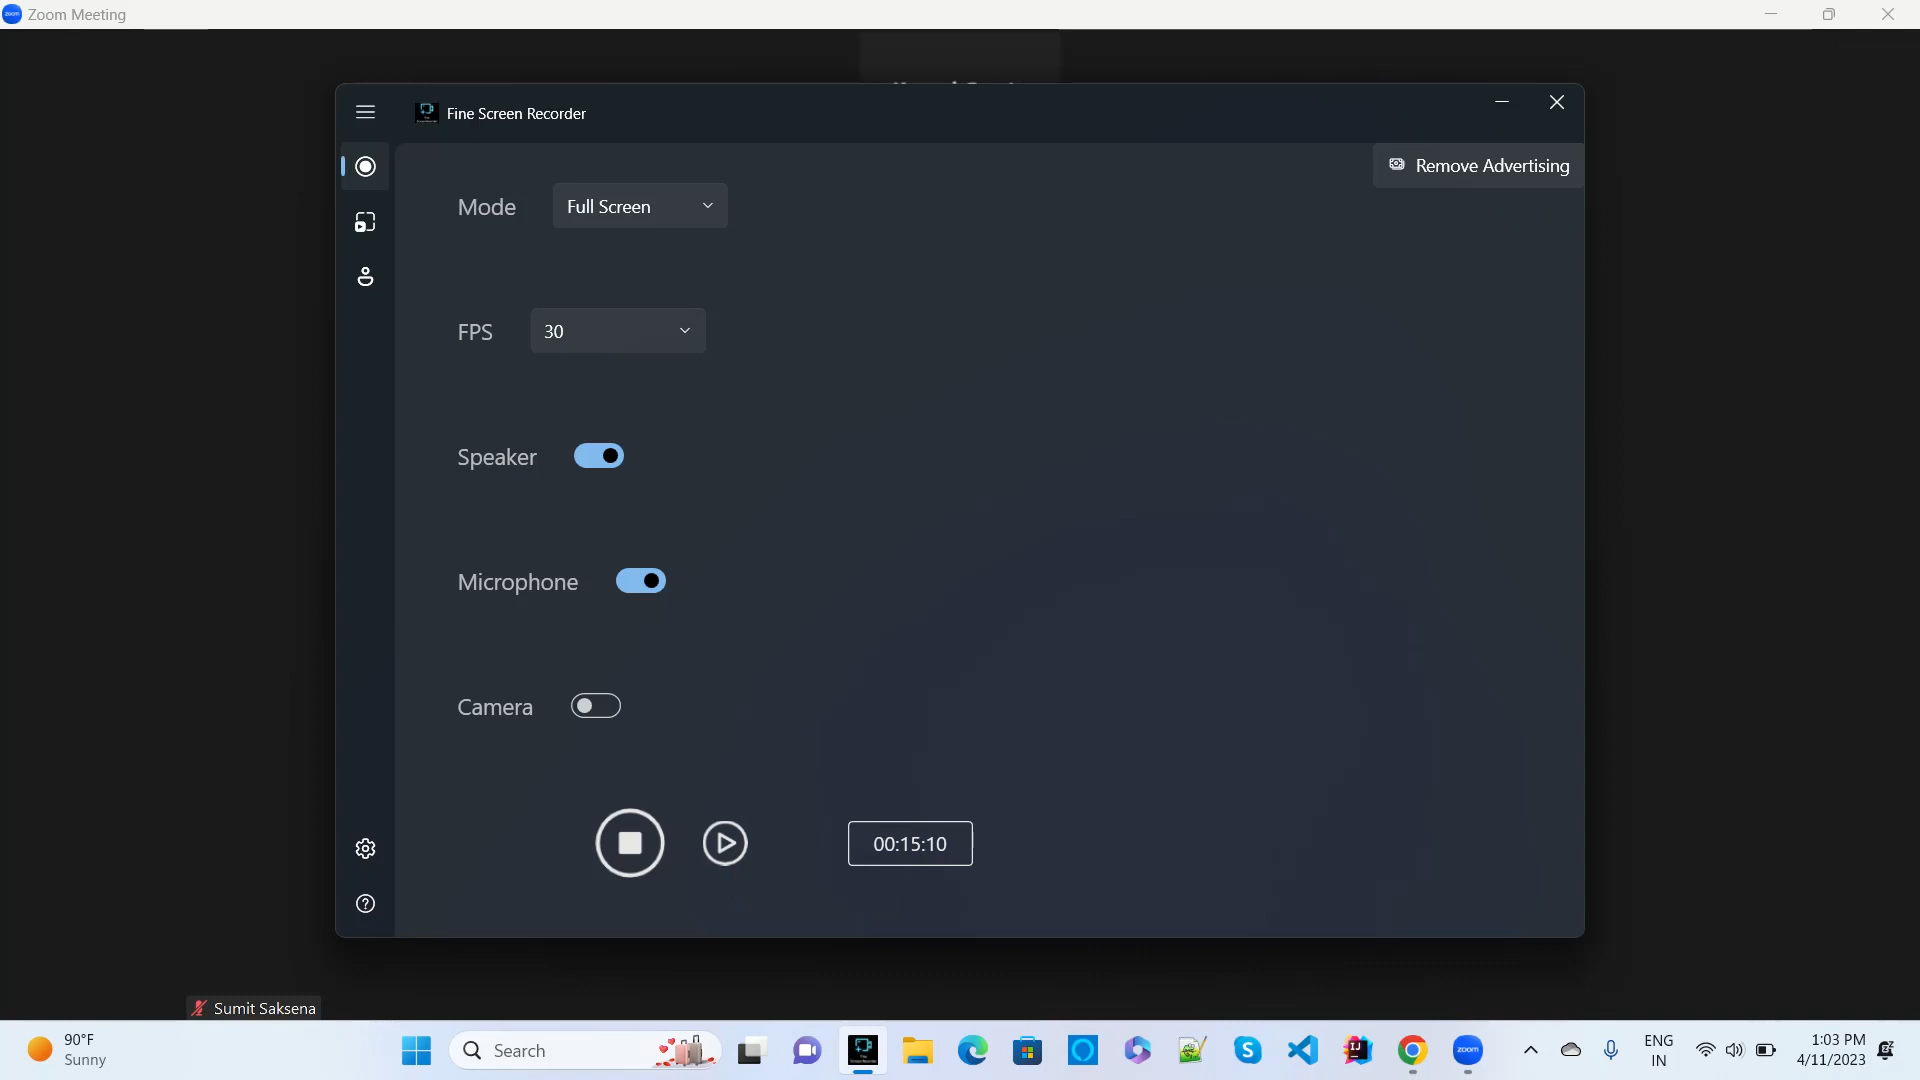 Zoom Meeting
Fine Screen Recorder
Remove Advertising
Mode Full Screen
FPS 30
Speaker
Microphone
Camera
00:15:10
Sumit Saksena
90°F
Sunny
Search
zoom
ENG
IN
1:03 PM
4/11/2023